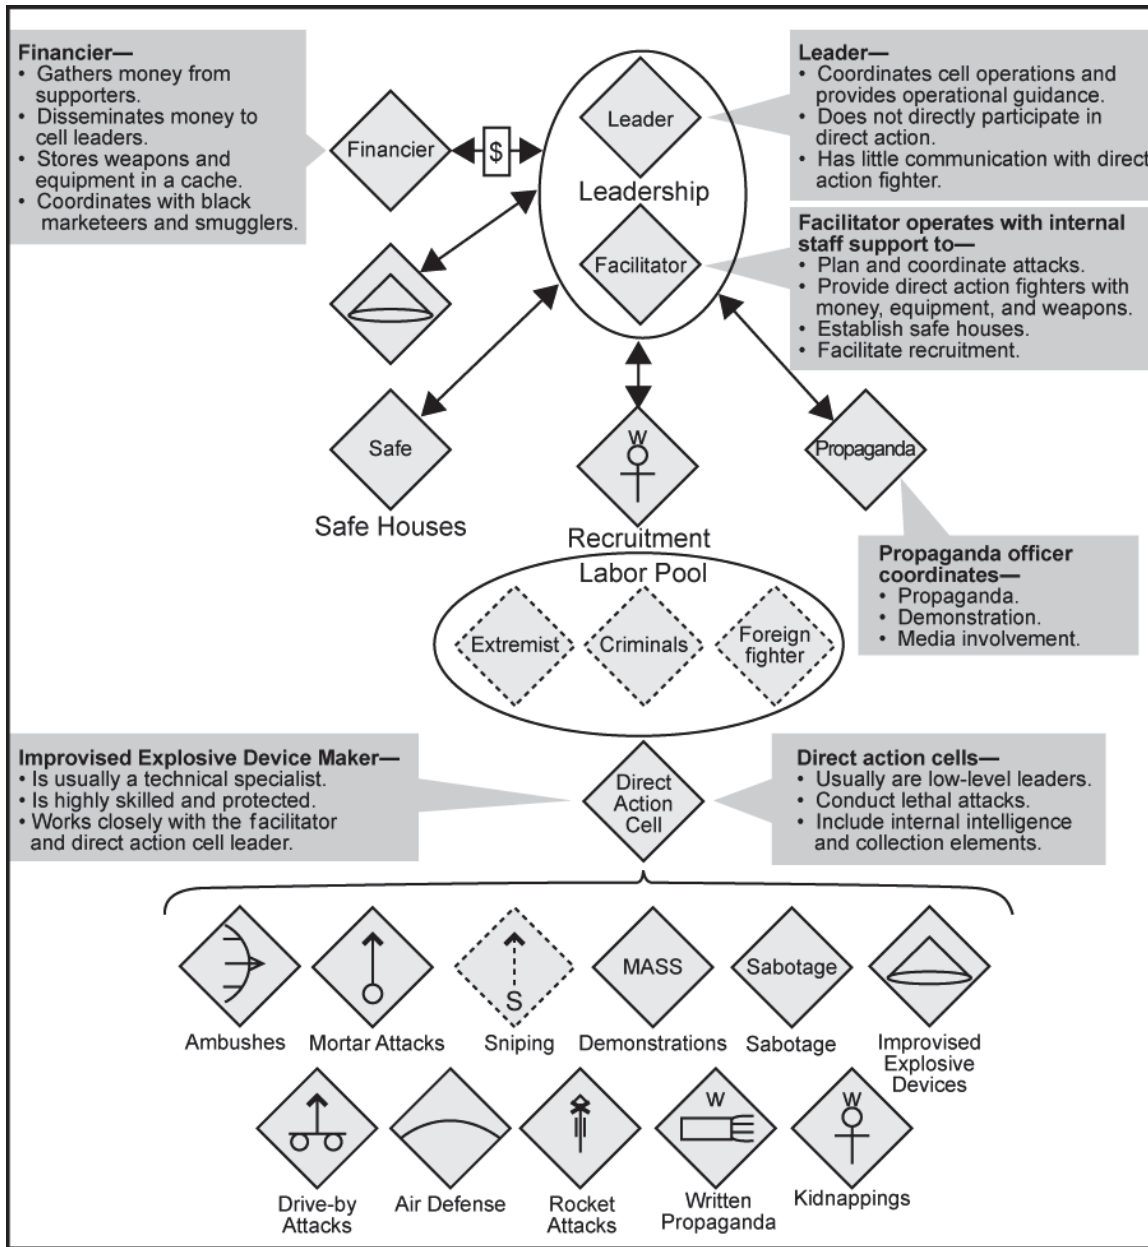 Financier—
• Gathers money from
supporters.
• Disseminates money to
cell leaders.
• Stores weapons and
equipment in a cache.
• Coordinates with black
marketeers and smugglers.
Financier
$
Leader
Leadership
Facilitator
Leader—
• Coordinates cell operations and
provides operational guidance.
• Does not directly participate in
direct action.
• Has little communication with direct
action fighter.
Facilitator operates with internal
staff support to—
• Plan and coordinate attacks.
• Provide direct action fighters with
money, equipment, and weapons.
• Establish safe houses.
• Facilitate recruitment.
Safe
Safe Houses
W
Recruitment
Propaganda
Propaganda officer
coordinates—
• Propaganda.
• Demonstration.
• Media involvement.
Labor Pool
Extremist
Criminals
Foreign
fighter
Improvised Explosive Device Maker—
• Is usually a technical specialist.
• Is highly skilled and protected.
• Works closely with the facilitator
and direct action cell leader.
Direct
Action
Cell
Direct action cells—
• Usually are low-level leaders.
• Conduct lethal attacks.
• Include internal intelligence
and collection elements.
Ambushes
Mortar Attacks
S
Sniping
MASS
Demonstrations
Sabotage
Sabotage
Improvised
Explosive
Devices
Drive-by
Attacks
Air Defense
Rocket
Attacks
W
Written
Propaganda
W
Kidnappings